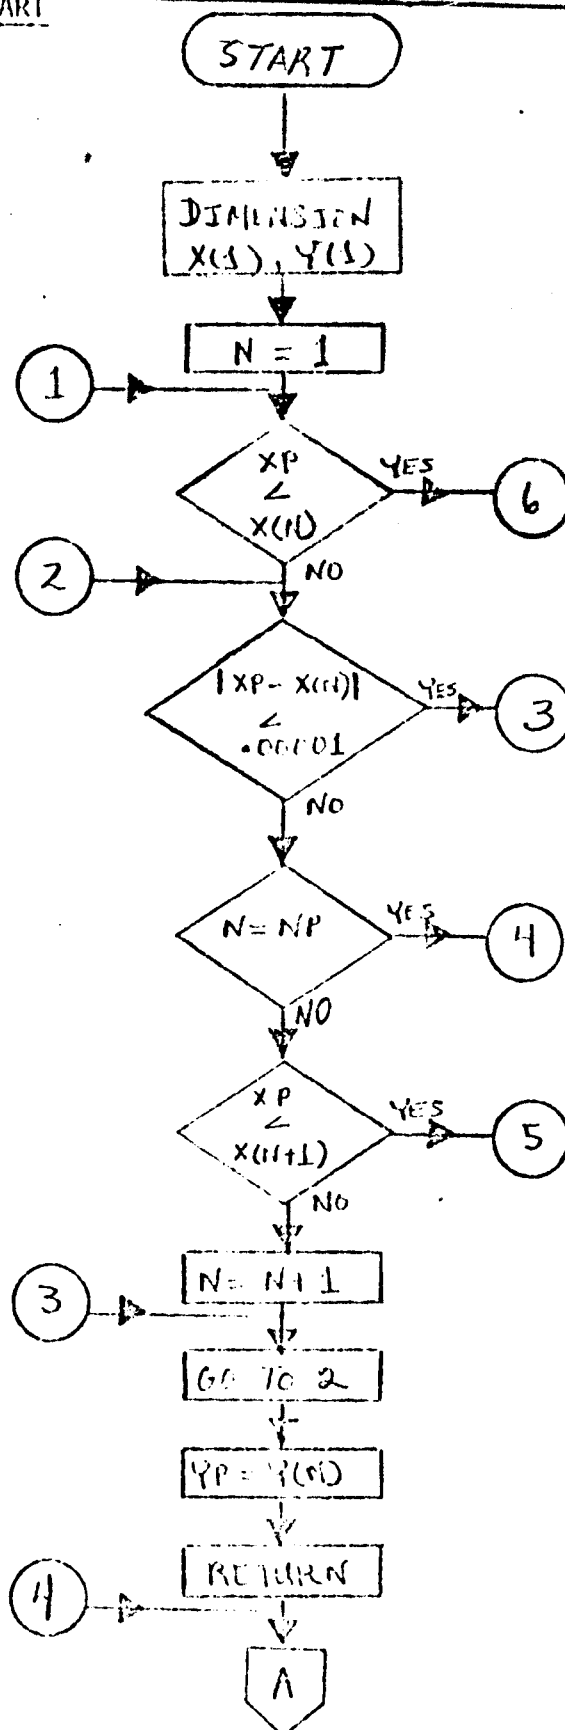 START
DIMENSION
X(1), Y(1)
N = 1
1
XP
<
X(N)
YES
6
NO
2
|XP - X(N)|
<
.00001
YES
3
NO
N = NP
YES
4
NO
XP
<
X(N+1)
YES
5
NO
N = N + 1
3
GO TO 2
YP = Y(N)
RETURN
4
A